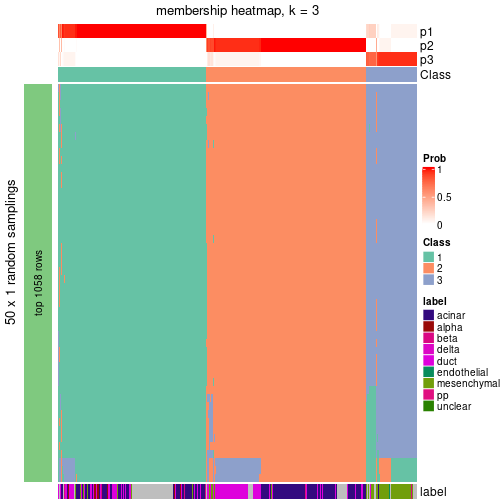 membership heatmap, k = 3
p1
p2
p3
Class
50 x 1 random samplings
top 1058 rows
Prob
1
0.5
0
Class
1
2
3
label
acinar
alpha
beta
delta
duct
endothelial
mesenchymal
pp
unclear
label